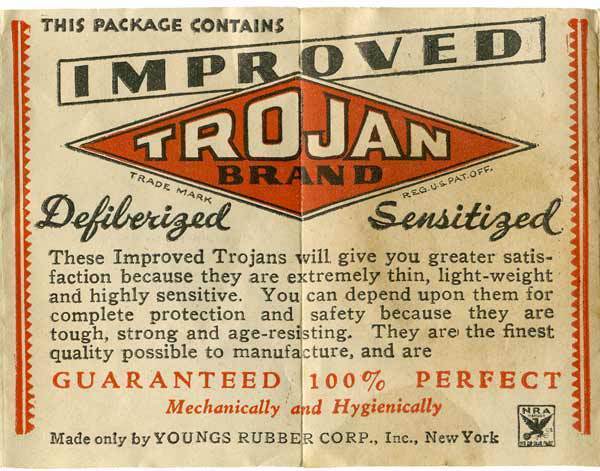 THIS PACKAGE CONTAINS
IMPROVED
TROJAN
BRAND
TRADE MARK
REG.U.S.PAT.OFF.
Defiberized Sensitized
These Improved Trojans will give you greater satis-
faction because they are extremely thin, light-weight
and highly sensitive. You can depend upon them for
complete protection and safety because they are
tough, strong and age-resisting. They are the finest
quality possible to manufacture, and are
GUARANTEED 100% PERFECT
Mechanically and Hygienically
Made only by YOUNGS RUBBER CORP., Inc., New York
NRA